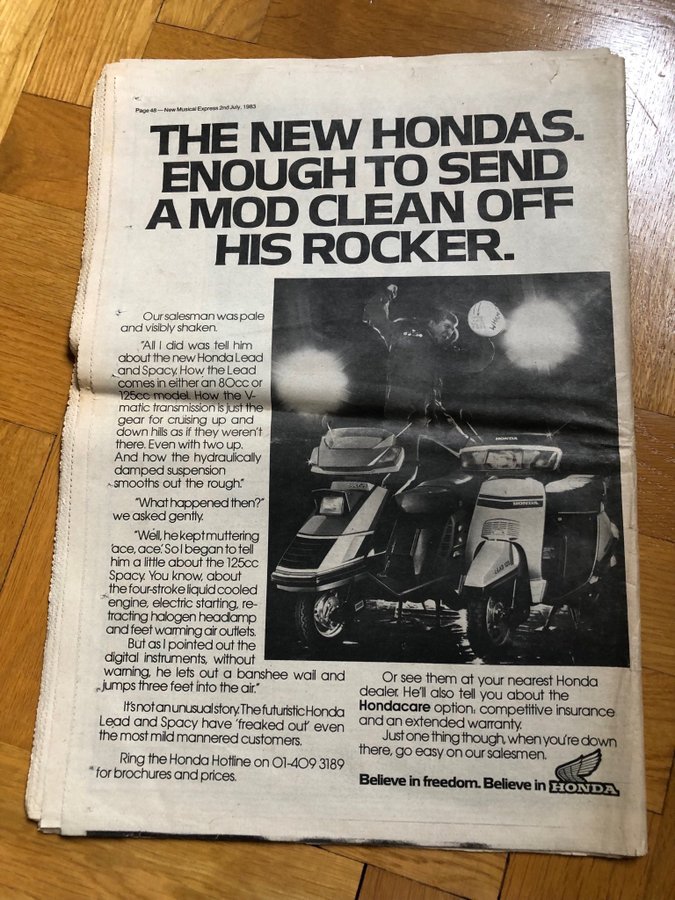 Page 48 — New Musical Express 2nd July, 1983
THE NEW HONDAS.
ENOUGH TO SEND
A MOD CLEAN OFF
HIS ROCKER.
Our salesman was pale
and visibly shaken.
"All I did was tell him
about the new Honda Lead
and Spacy. How the Lead
comes in either an 80cc or
125cc model. How the V-
matic transmission is just the
gear for cruising up and
down hills as if they weren't
there. Even with two up.
And how the hydraulically
damped suspension
smooths out the rough."
"What happened then?"
we asked gently.
"Well, he kept muttering
'ace, ace'. So I began to tell
him a little about the 125cc
Spacy. You know, about
the four-stroke liquid cooled
engine, electric starting, re-
tracting halogen headlamp
and feet warming air outlets.
But as I pointed out the
digital instruments, without
warning, he lets out a banshee wail and
jumps three feet into the air."
It's not an unusual story. The futuristic Honda
Lead and Spacy have 'freaked out' even
the most mild mannered customers.
Ring the Honda Hotline on 01-409 3189
for brochures and prices.
HONDA
HONDA
Or see them at your nearest Honda
dealer. He'll also tell you about the
Hondacare option: competitive insurance
and an extended warranty.
Just one thing though, when you're down
there, go easy on our salesmen.
Believe in freedom. Believe in HONDA